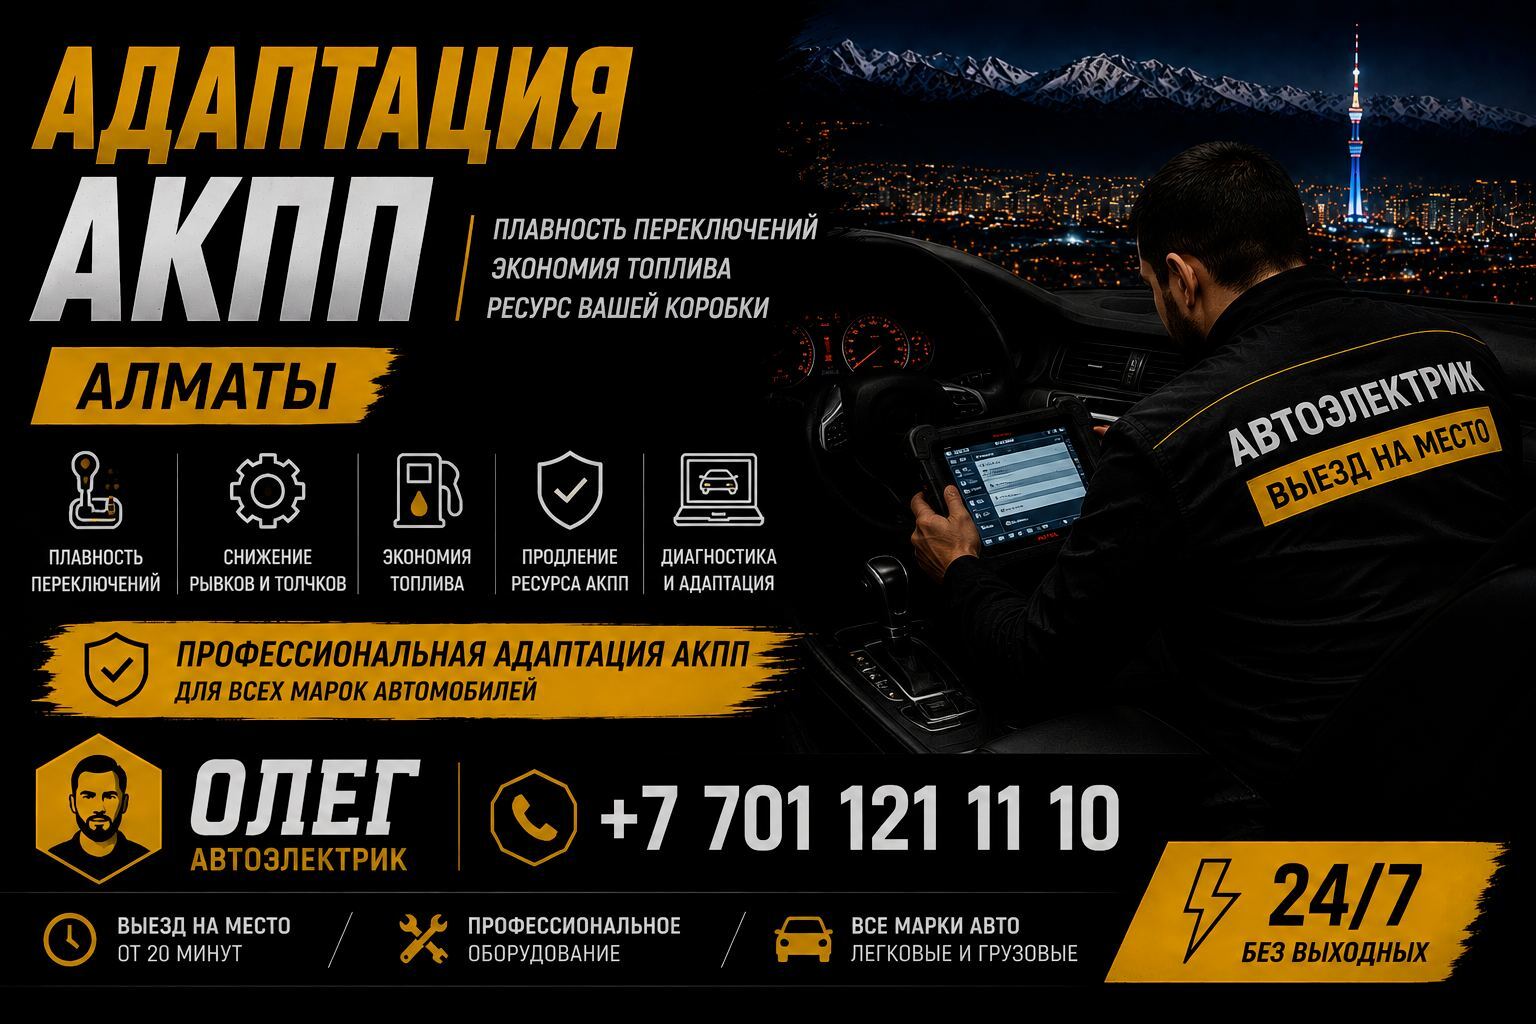 АДАПТАЦИЯ
АКПП
ПЛАВНОСТЬ ПЕРЕКЛЮЧЕНИЙ
ЭКОНОМИЯ ТОПЛИВА
РЕСУРС ВАШЕЙ КОРОБКИ
АЛМАТЫ
АВТОЭЛЕКТРИК
ВЫЕЗД НА МЕСТО
ПЛАВНОСТЬ
ПЕРЕКЛЮЧЕНИЙ
СНИЖЕНИЕ
РЫВКОВ И ТОЛЧКОВ
ЭКОНОМИЯ
ТОПЛИВА
ПРОДЛЕНИЕ
РЕСУРСА АКПП
ДИАГНОСТИКА
И АДАПТАЦИЯ
ПРОФЕССИОНАЛЬНАЯ АДАПТАЦИЯ АКПП
ДЛЯ ВСЕХ МАРОК АВТОМОБИЛЕЙ
ОЛЕГ
АВТОЭЛЕКТРИК
+7 701 121 11 10
ВЫЕЗД НА МЕСТО
ОТ 20 МИНУТ
ПРОФЕССИОНАЛЬНОЕ
ОБОРУДОВАНИЕ
ВСЕ МАРКИ АВТО
ЛЕГКОВЫЕ И ГРУЗОВЫЕ
24/7
БЕЗ ВЫХОДНЫХ